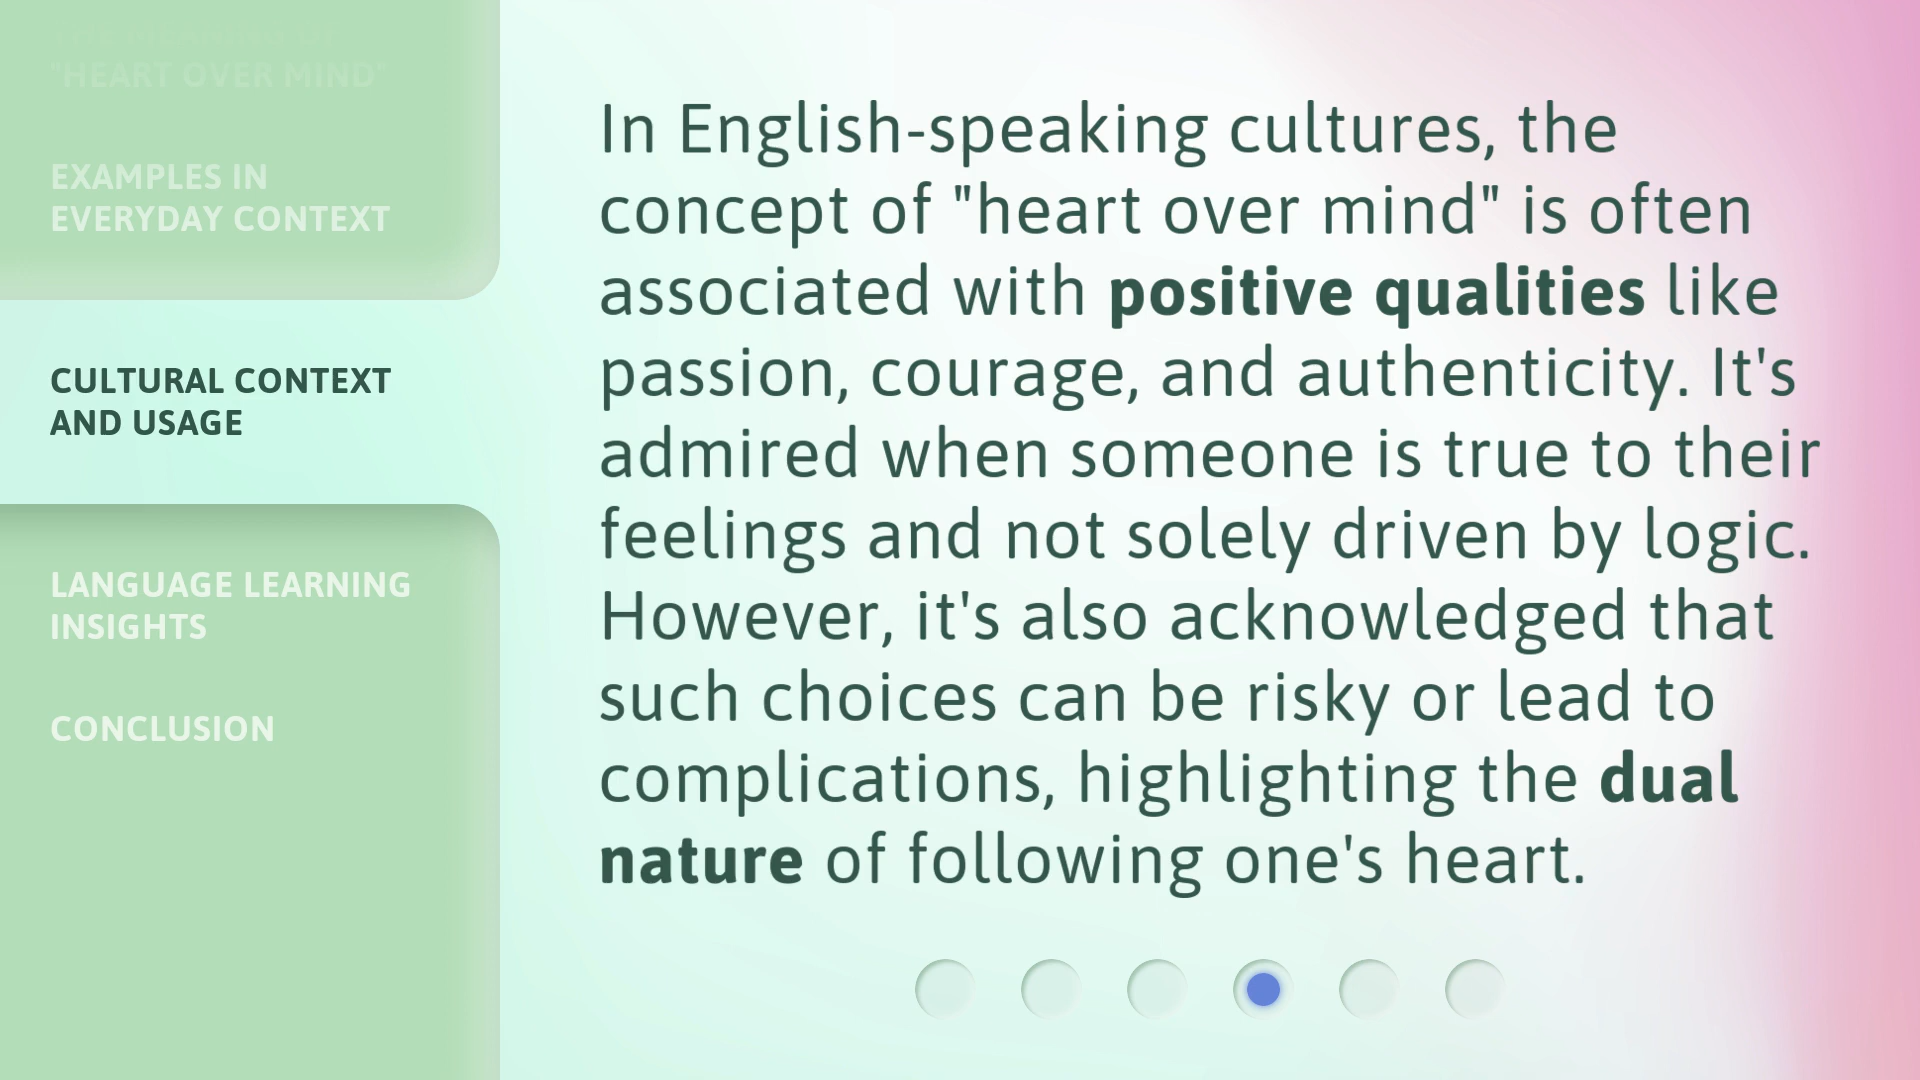 THE MEANING OF
"HEART OVER MIND"
EXAMPLES IN
EVERYDAY CONTEXT
CULTURAL CONTEXT
AND USAGE
LANGUAGE LEARNING
INSIGHTS
CONCLUSION
In English-speaking cultures, the
concept of "heart over mind" is often
associated with positive qualities like
passion, courage, and authenticity. It's
admired when someone is true to their
feelings and not solely driven by logic.
However, it's also acknowledged that
such choices can be risky or lead to
complications, highlighting the dual
nature of following one's heart.